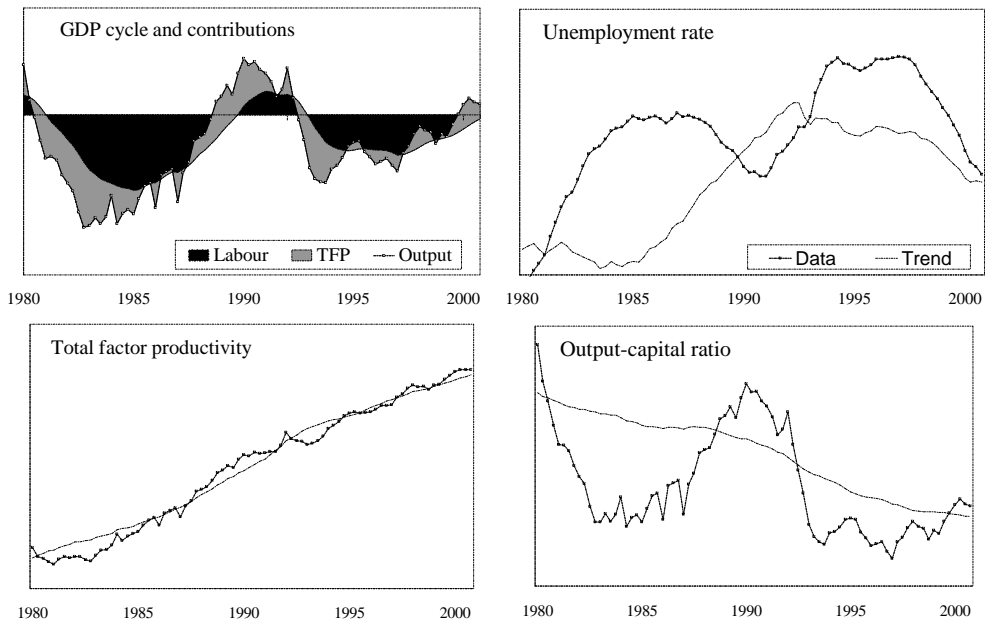 GDP cycle and contributions
Labour TFP Output
1980 1985 1990 1995 2000
Unemployment rate
Data Trend
1980 1985 1990 1995 2000
Total factor productivity
1980 1985 1990 1995 2000
Output-capital ratio
1980 1985 1990 1995 2000